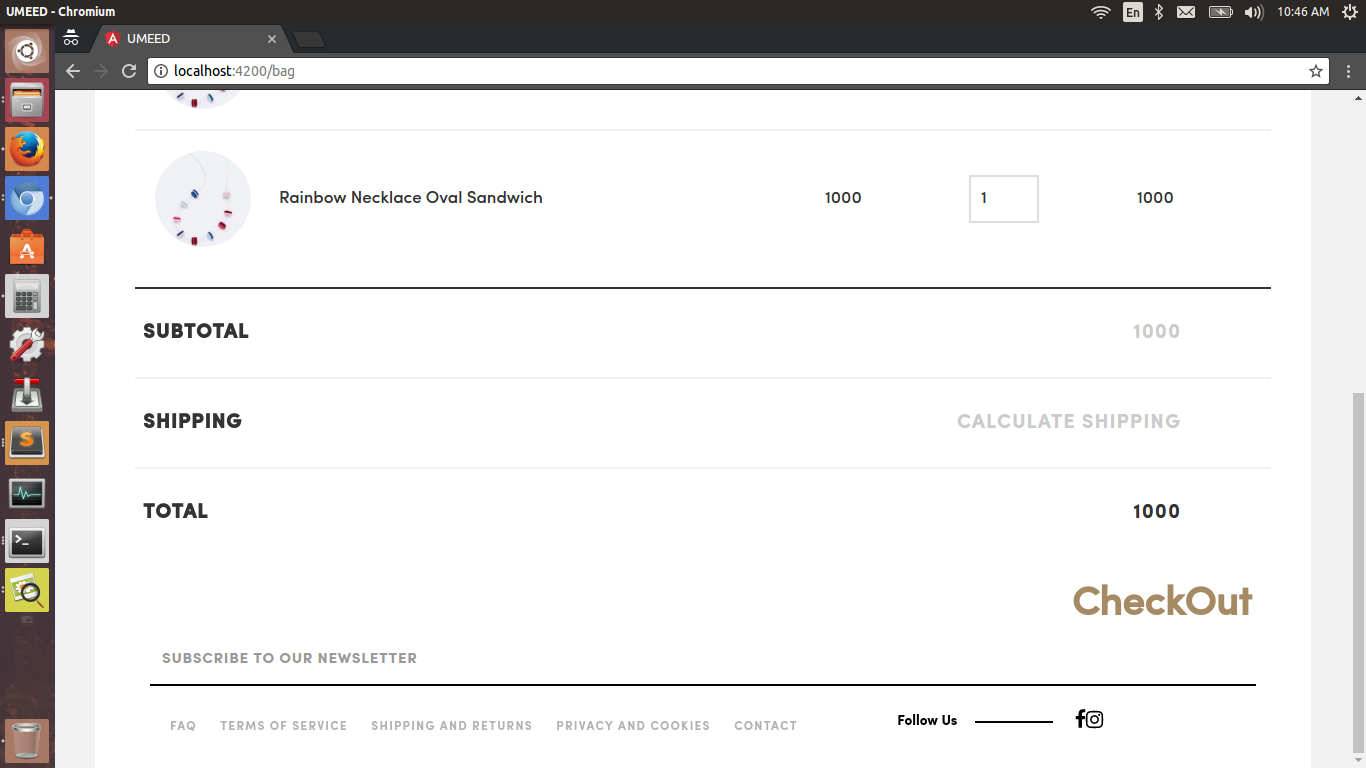 UMEED - Chromium
En
10:46 AM
UMEED
localhost:4200/bag
Rainbow Necklace Oval Sandwich 1000 1 1000
SUBTOTAL 1000
SHIPPING CALCULATE SHIPPING
TOTAL 1000
CheckOut
SUBSCRIBE TO OUR NEWSLETTER
FAQ TERMS OF SERVICE SHIPPING AND RETURNS PRIVACY AND COOKIES CONTACT Follow Us